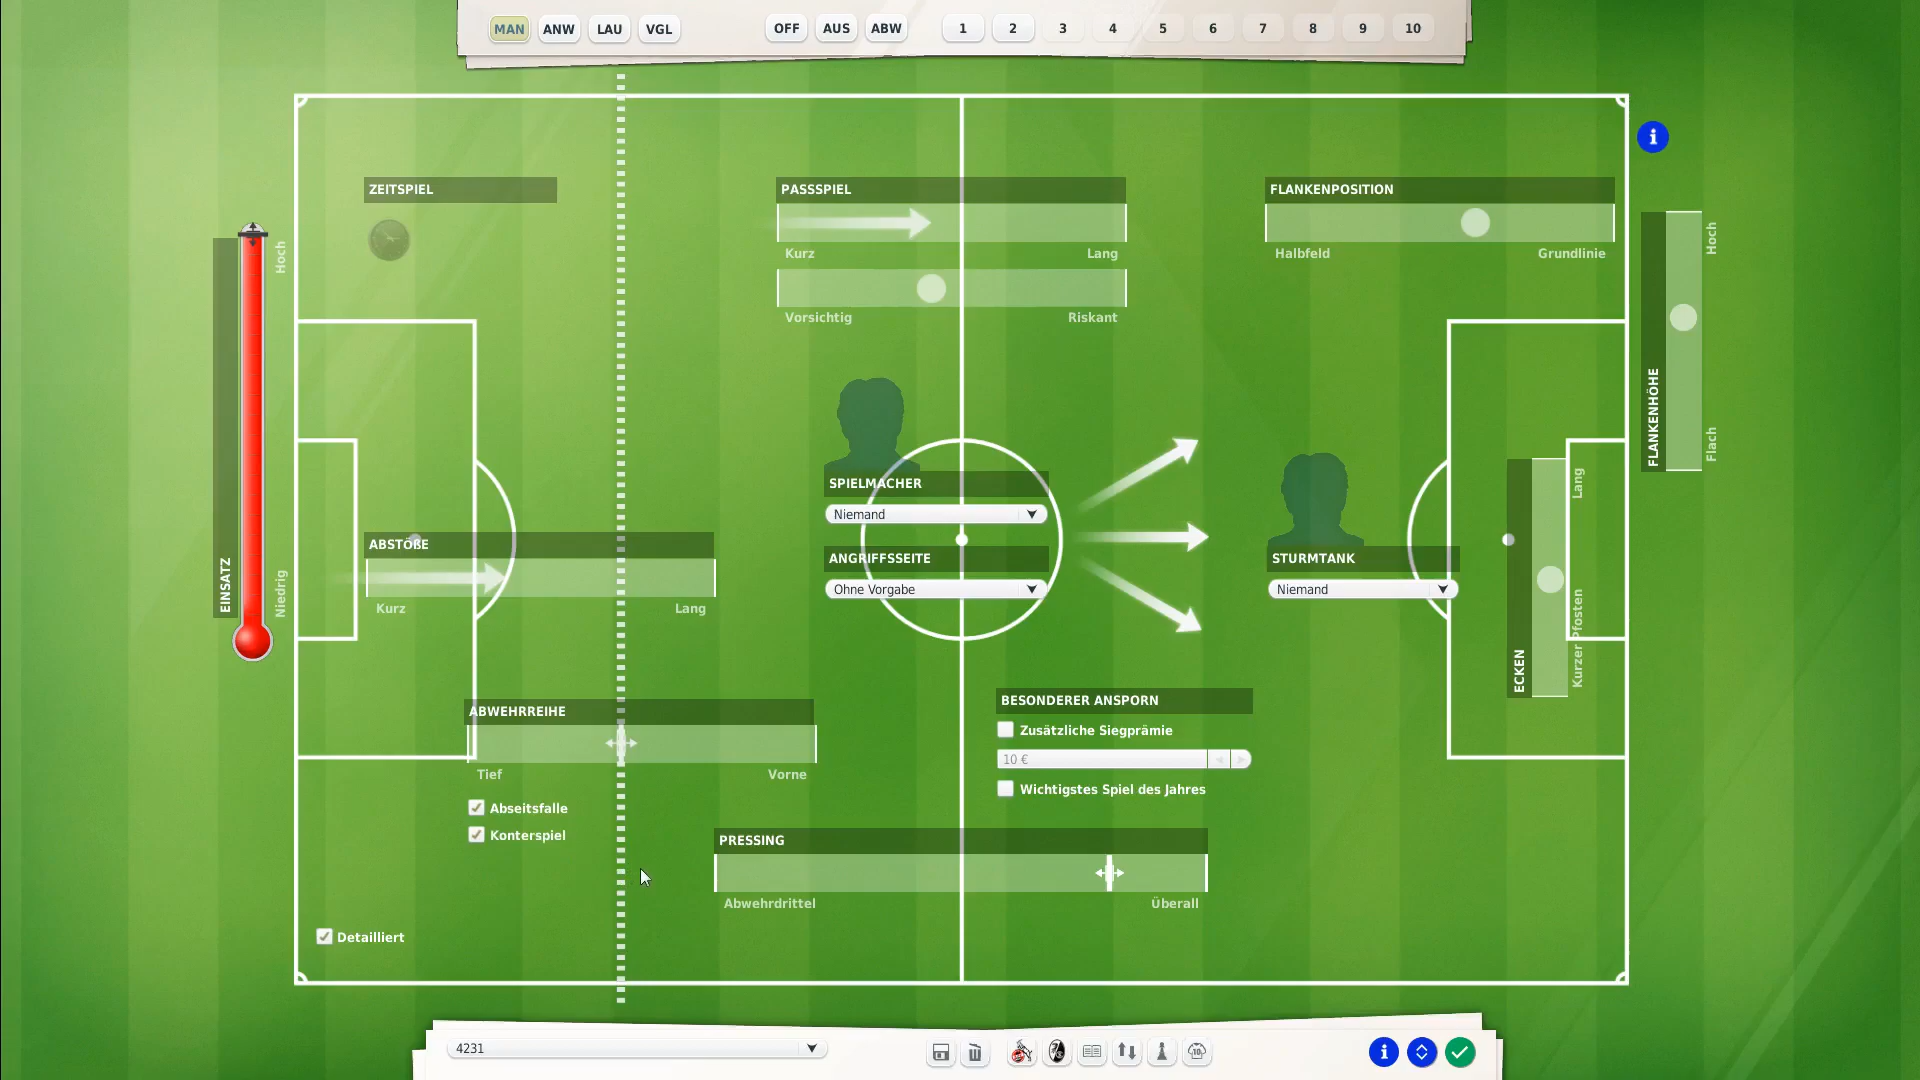 MAN ANW LAU VGL OFF AUS ABW 1 2 3 4 5 6 7 8 9 10
ZEITSPIEL
PASSSPIEL
Kurz Lang
Vorsichtig Riskant
FLANKENPOSITION
Halbfeld Grundlinie
FLANKENHÖHE
Hoch
Flach
EINSATZ
Hoch
Niedrig
SPIELMACHER
Niemand
ANGRIFFSSEITE
Ohne Vorgabe
STURMTANK
Niemand
ABSTÖßE
Kurz Lang
ECKEN
Lang
Kurzer Pfosten
ABWEHRREIHE
Tief Vorne
Abseitsfalle
Konterspiel
BESONDERER ANSPORN
Zusätzliche Siegprämie
10 €
Wichtigstes Spiel des Jahres
PRESSING
Abwehrdrittel Überall
Detailliert
4231
10